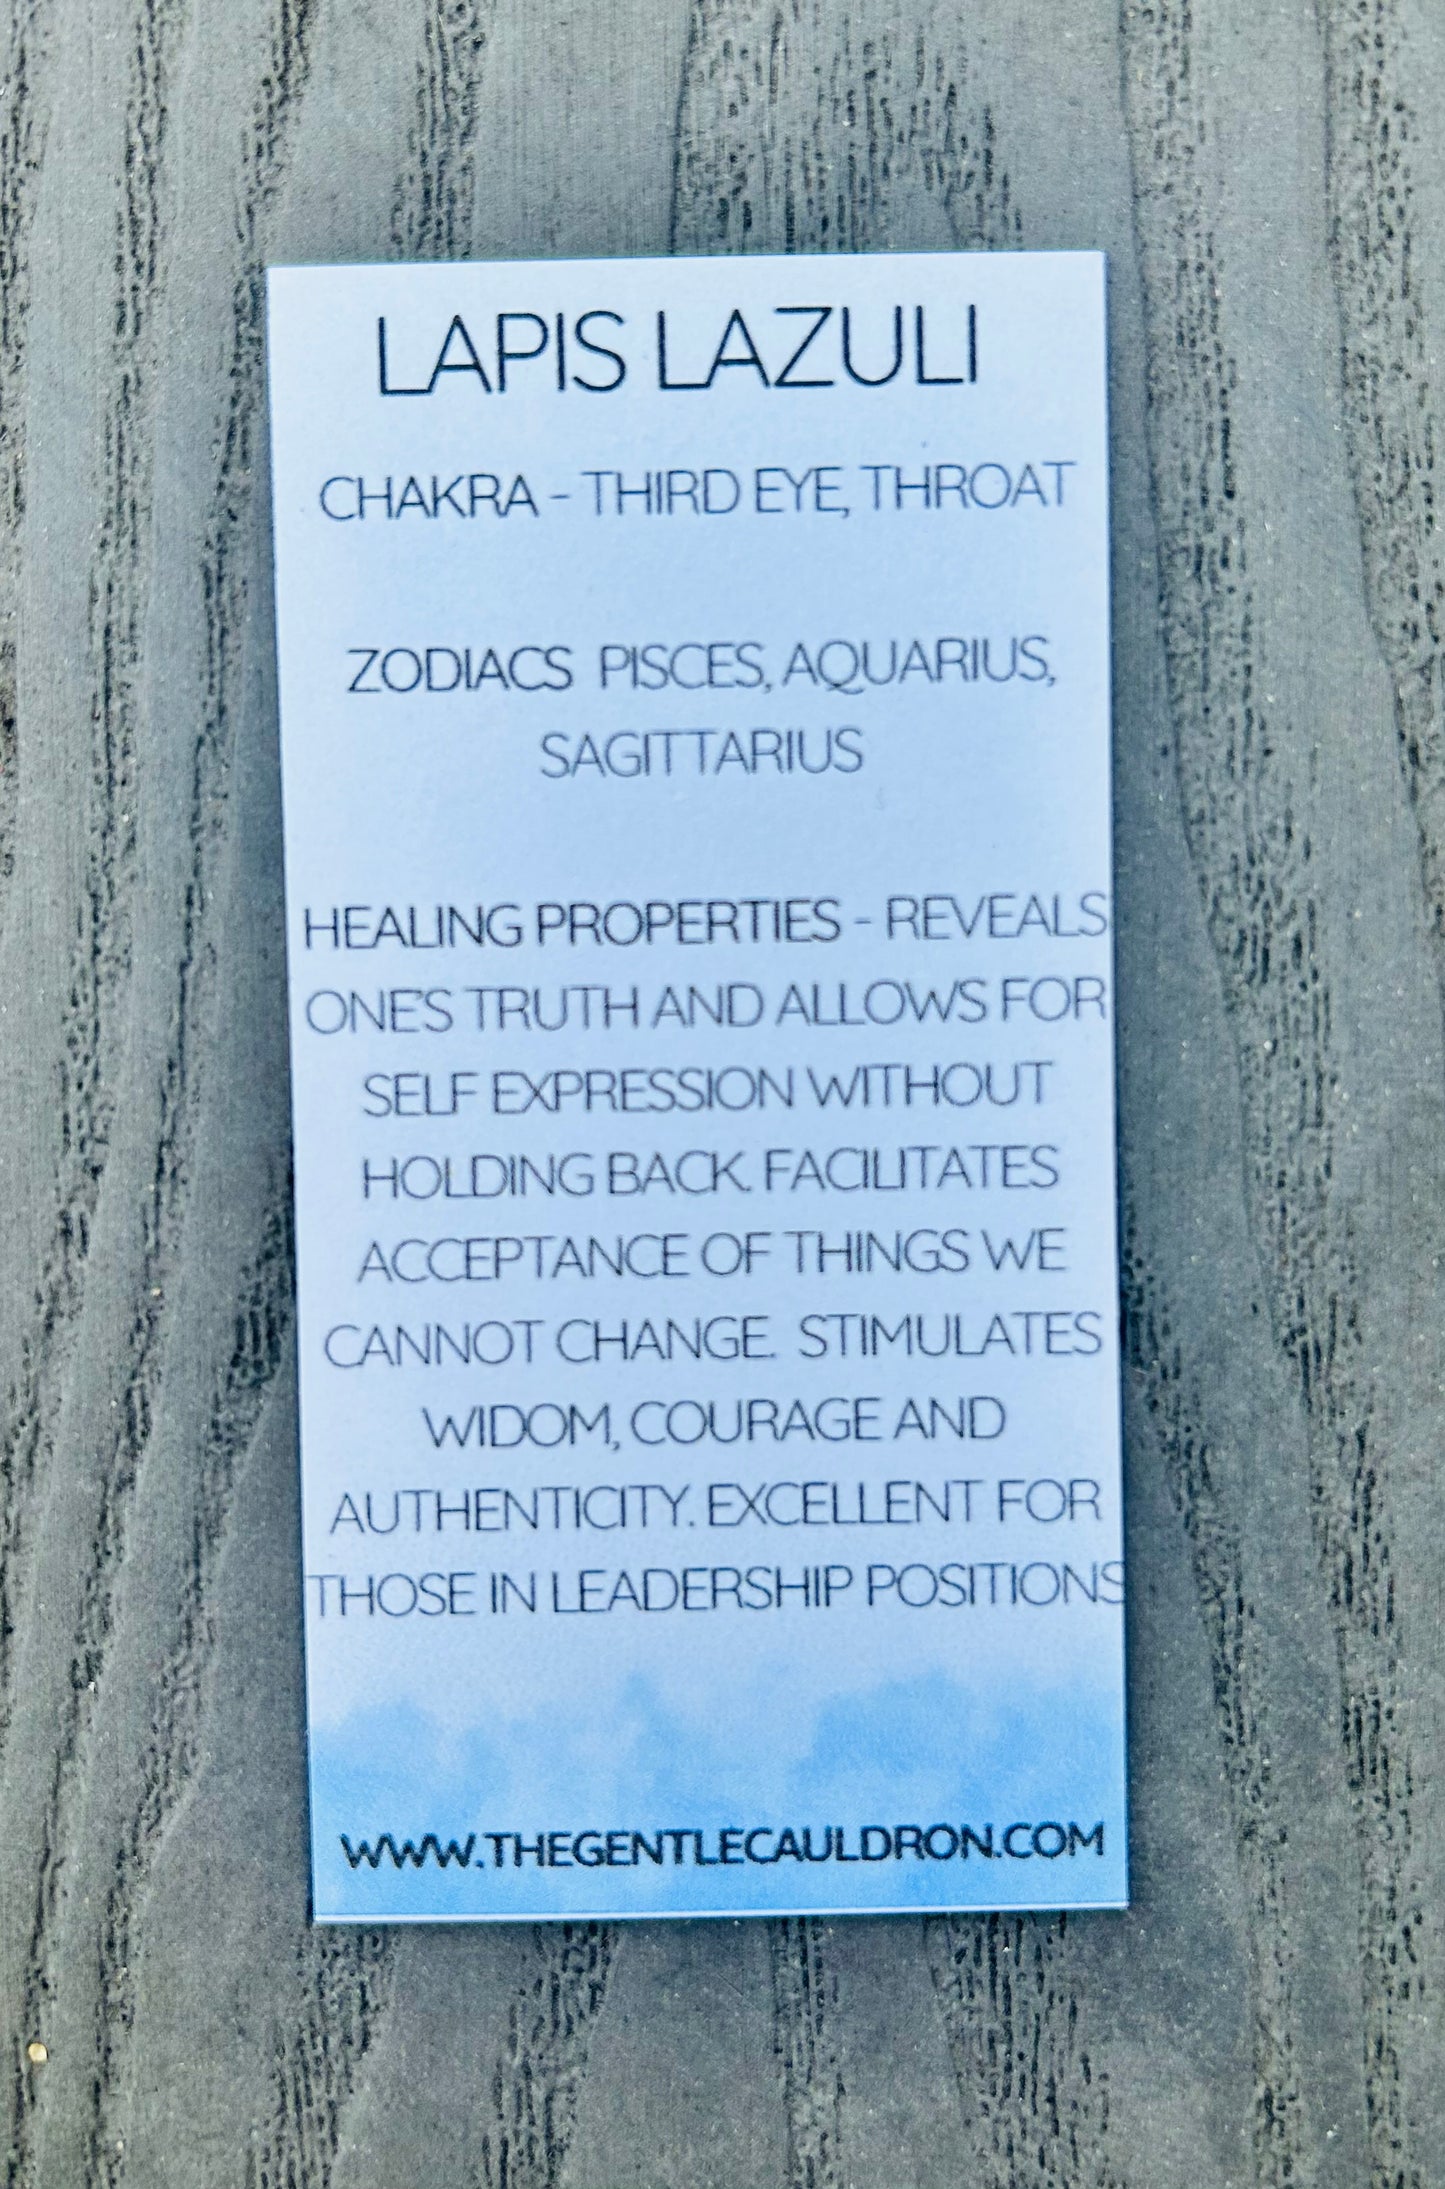 LAPIS LAZULI
CHAKRA - THIRD EYE, THROAT
ZODIACS PISCES, AQUARIUS,
SAGITTARIUS
HEALING PROPERTIES - REVEALS
ONE'S TRUTH AND ALLOWS FOR
SELF EXPRESSION WITHOUT
HOLDING BACK. FACILITATES
ACCEPTANCE OF THINGS WE
CANNOT CHANGE. STIMULATES
WIDOM, COURAGE AND
AUTHENTICITY. EXCELLENT FOR
THOSE IN LEADERSHIP POSITIONS
WWW.THEGENTLECAULDRON.COM